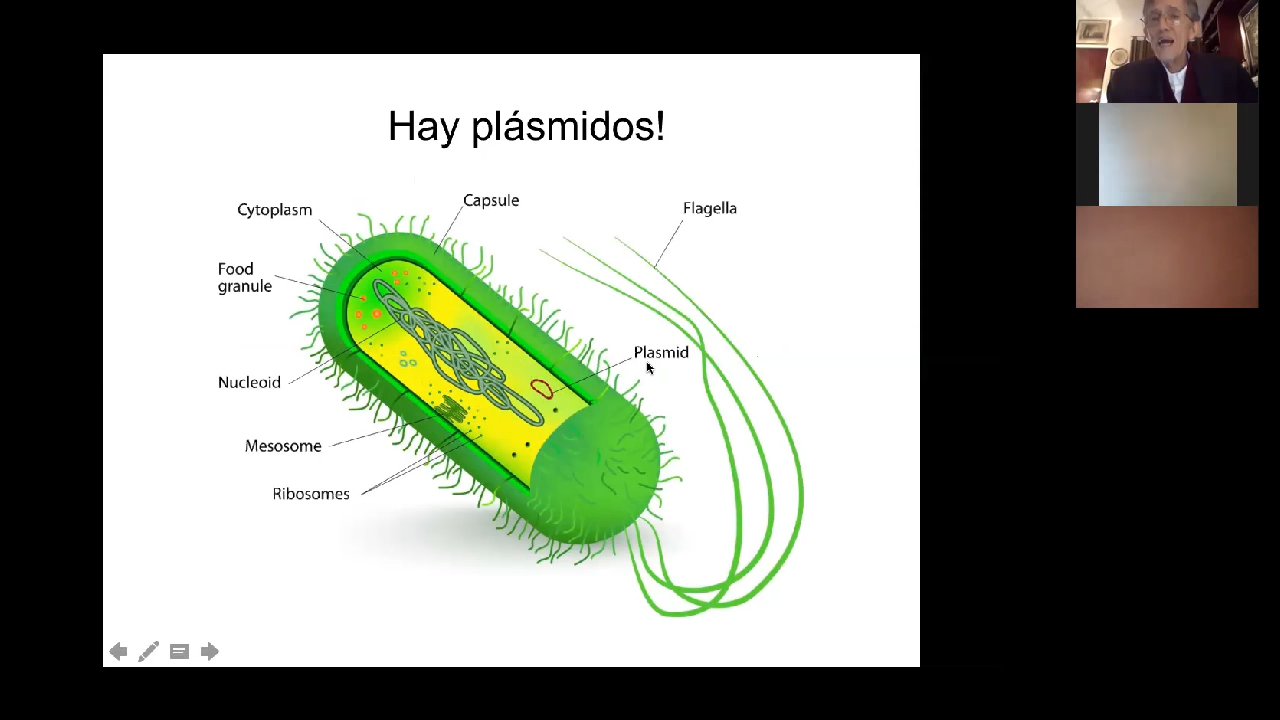 Hay plásmidos!
Cytoplasm
Capsule
Flagella
Food
granule
Plasmid
Nucleoid
Mesosome
Ribosomes